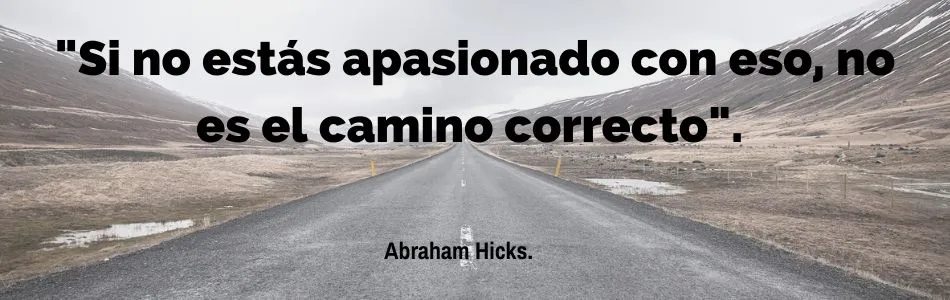 "Si no estás apasionado con eso, no
es el camino correcto".
Abraham Hicks.